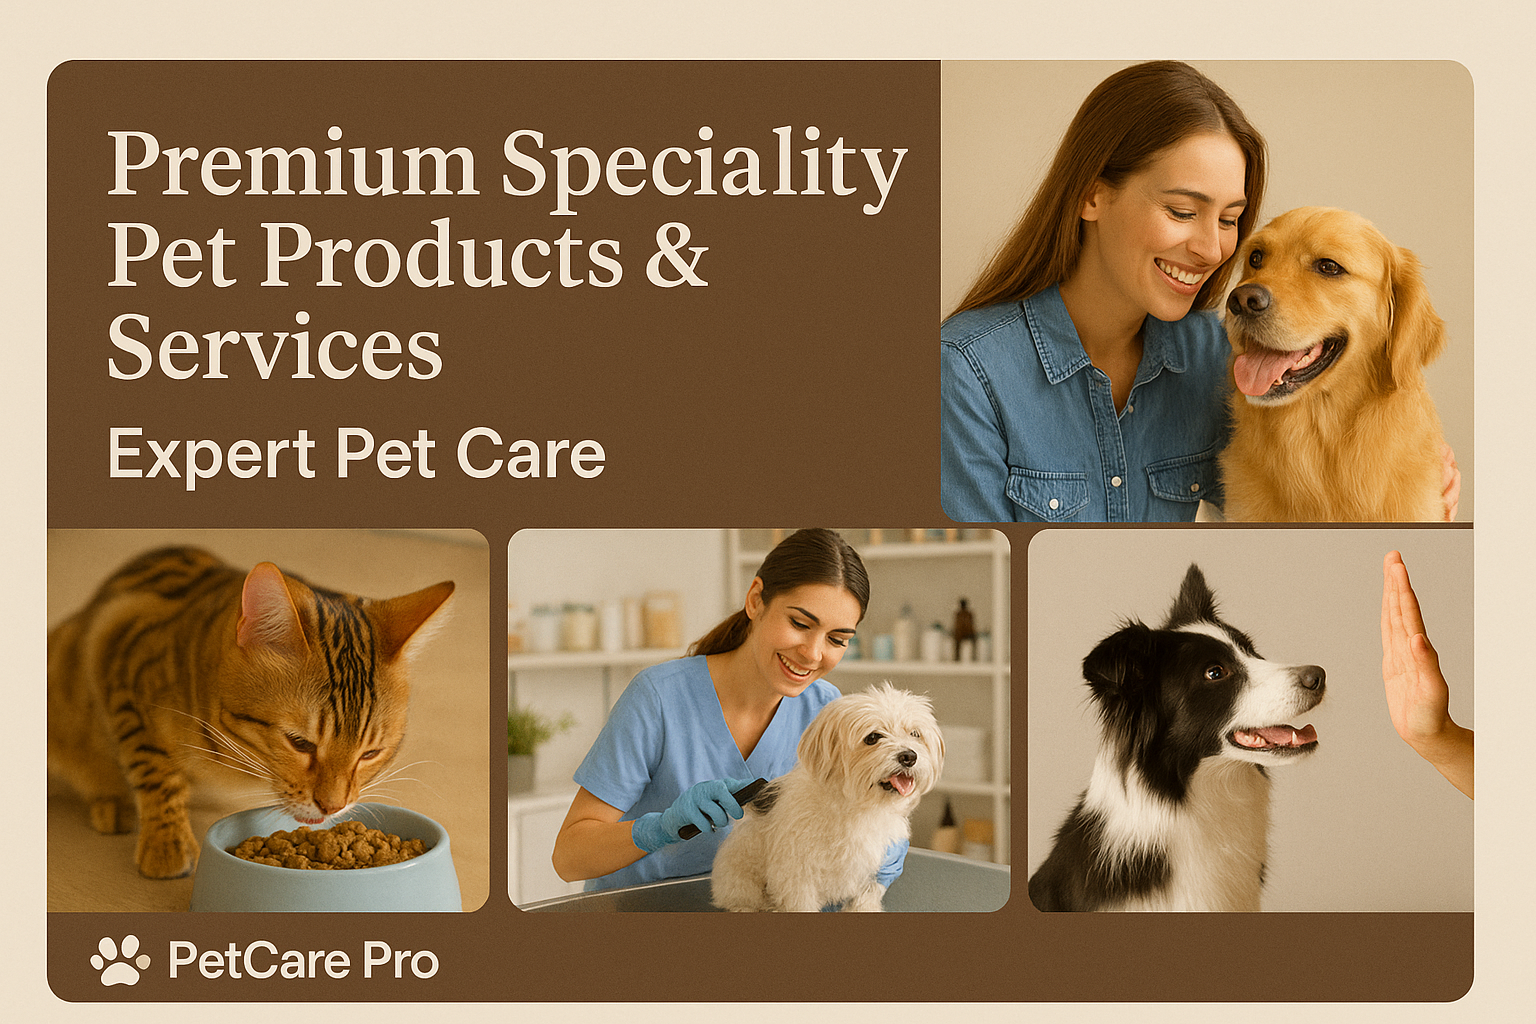 Premium Speciality
Pet Products &
Services
Expert Pet Care
PetCare Pro